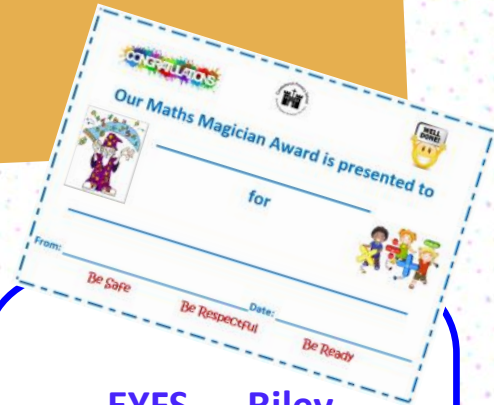 CONGRATULATIONS
WELL DONE!
Our Maths Magician Award is presented to
for
From:
Date:
Be Safe
Be Respectful
Be Ready
EYFS Riley